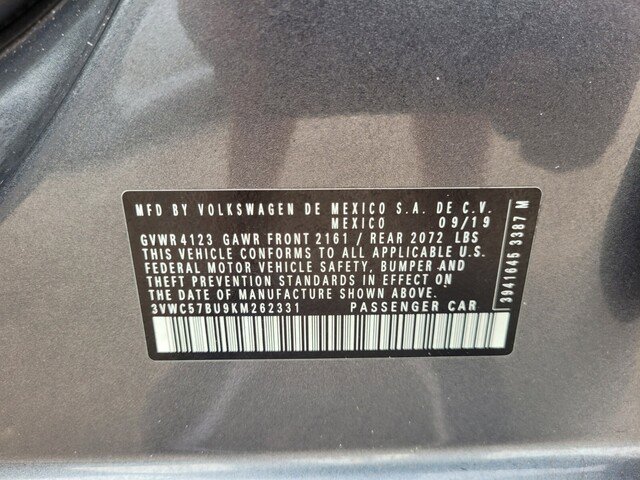 MFD BY VOLKSWAGEN DE MEXICO S.A. DE C.V.
MEXICO 09/19
GVWR 4123 GAWR FRONT 2161 / REAR 2072 LBS
THIS VEHICLE CONFORMS TO ALL APPLICABLE U.S.
FEDERAL MOTOR VEHICLE SAFETY, BUMPER AND
THEFT PREVENTION STANDARDS IN EFFECT ON
THE DATE OF MANUFACTURE SHOWN ABOVE.
3VWC57BU9KM262331 PASSENGER CAR
3941645 3387 M